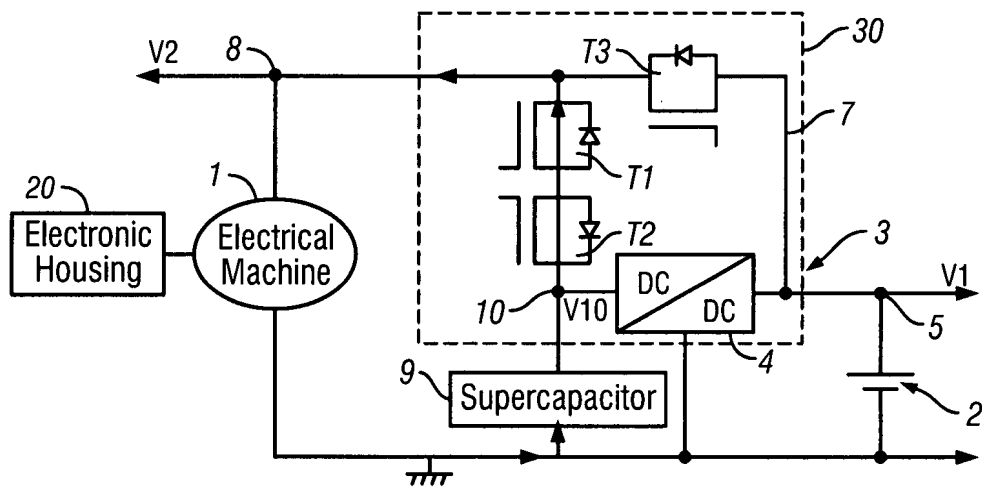 V2
8
T3
30
7
1
T1
20
Electronic
Housing
Electrical
Machine
T2
3
DC
DC
V1
10
V10
4
5
9
Supercapacitor
2